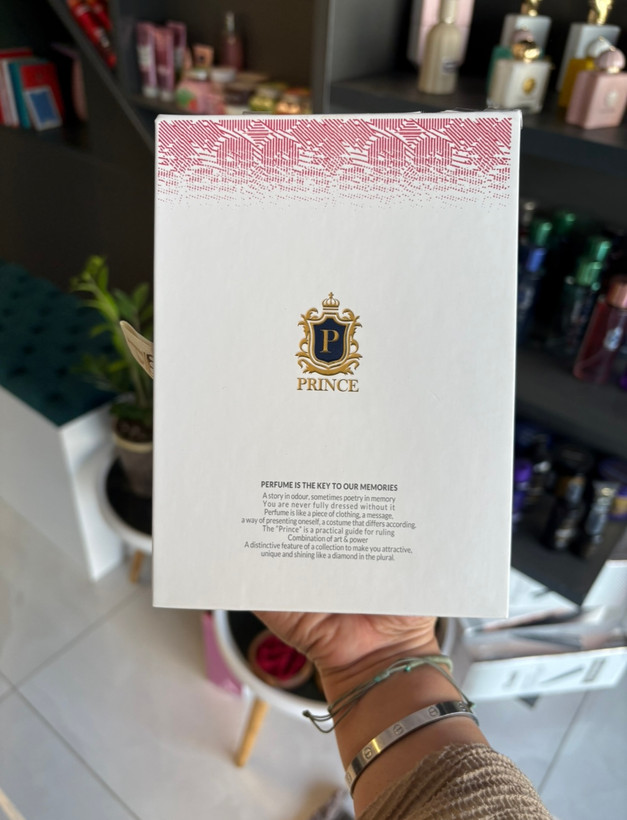 P
PRINCE
PERFUME IS THE KEY TO OUR MEMORIES
A story in odour, sometimes poetry in memory
You are never fully dressed without it
Perfume is like a piece of clothing, a message,
a way of presenting oneself, a costume that differs according.
The "Prince" is a practical guide for ruling
Combination of art & power
A distinctive feature of a collection to make you attractive,
unique and shining like a diamond in the plural.